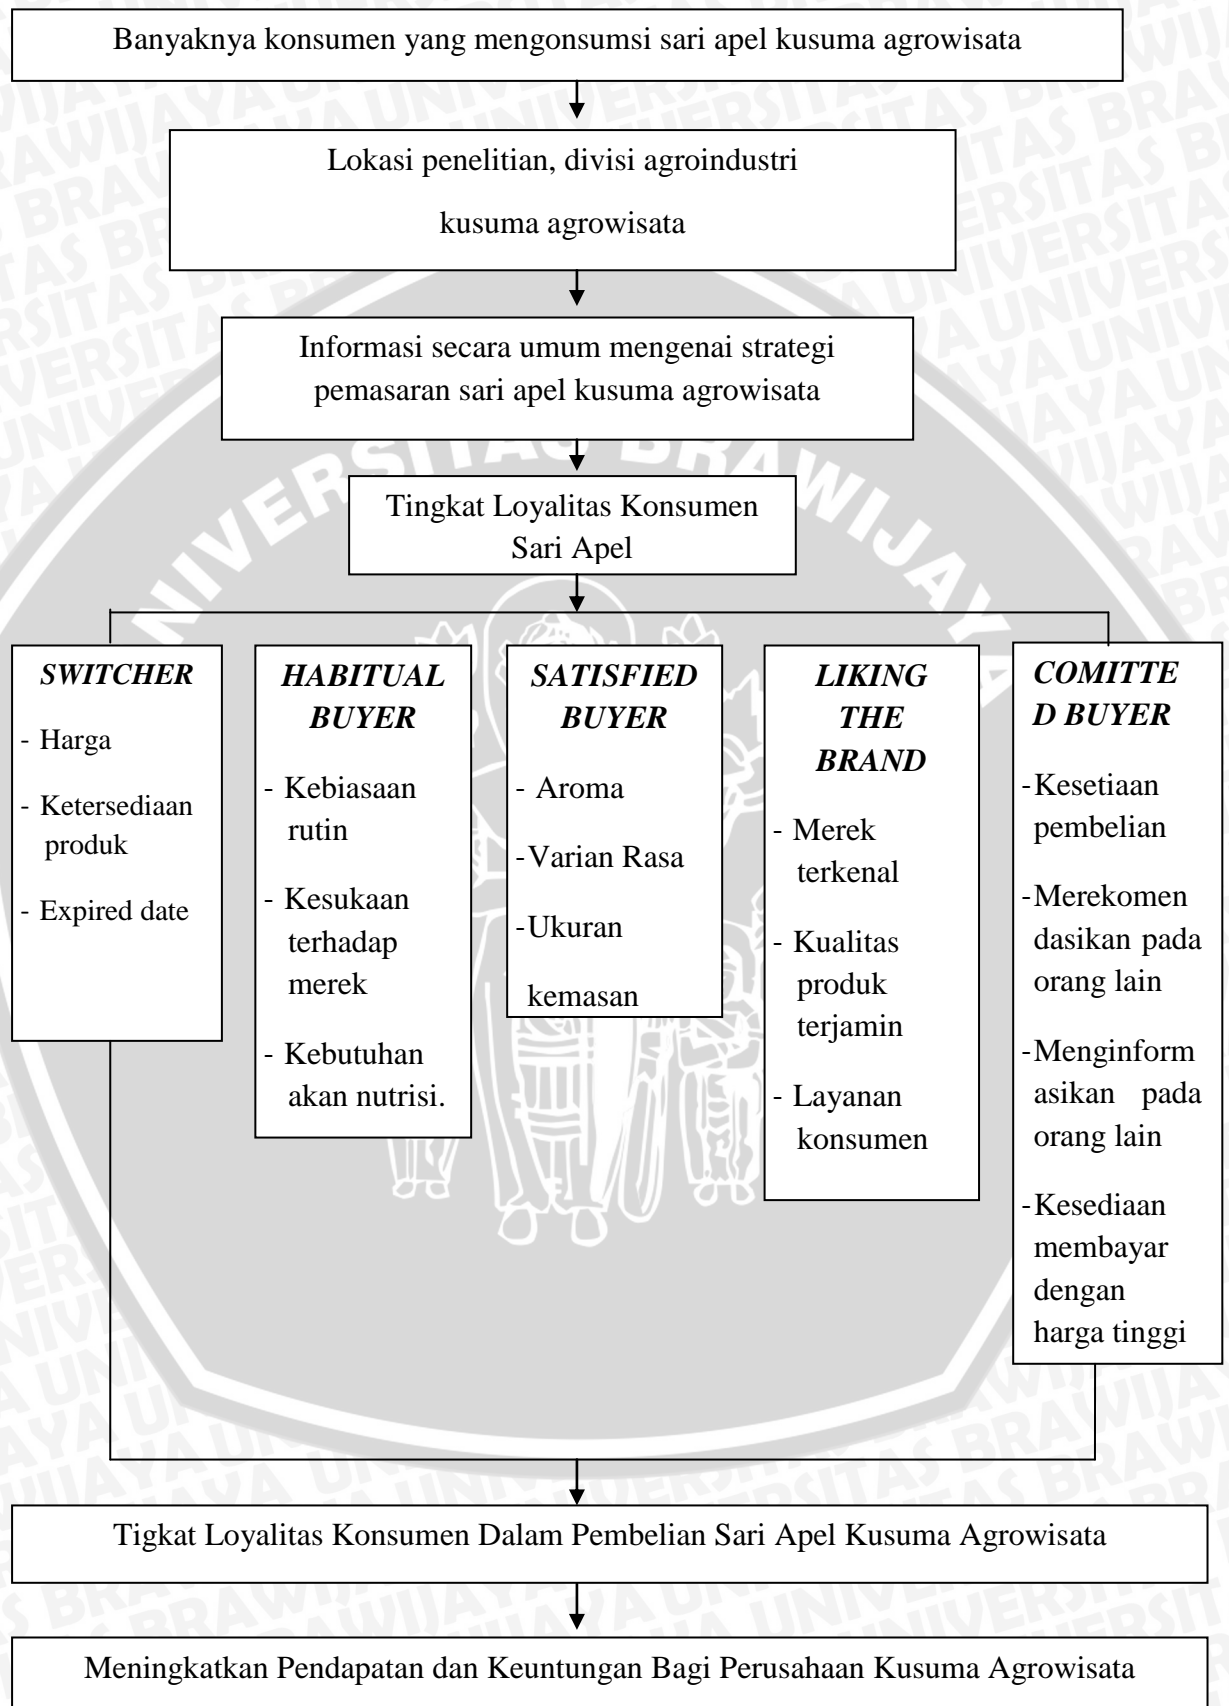 Banyaknya konsumen yang mengonsumsi sari apel kusuma agrowisata
Lokasi penelitian, divisi agroindustri
kusuma agrowisata
Informasi secara umum mengenai strategi
pemasaran sari apel kusuma agrowisata
UNIVERSITAS BRAWIJAYA
Tingkat Loyalitas Konsumen
Sari Apel
SWITCHER
- Harga
- Ketersediaan
produk
- Expired date
HABITUAL
BUYER
- Kebiasaan
rutin
- Kesukaan
terhadap
merek
- Kebutuhan
akan nutrisi.
SATISFIED
BUYER
- Aroma
-Varian Rasa
-Ukuran
kemasan
LIKING
THE
BRAND
- Merek
terkenal
- Kualitas
produk
terjamin
- Layanan
konsumen
COMITTE
D BUYER
-Kesetiaan
pembelian
-Merekomen
dasikan pada
orang lain
-Menginform
asikan pada
orang lain
-Kesediaan
membayar
dengan
harga tinggi
Tigkat Loyalitas Konsumen Dalam Pembelian Sari Apel Kusuma Agrowisata
Meningkatkan Pendapatan dan Keuntungan Bagi Perusahaan Kusuma Agrowisata